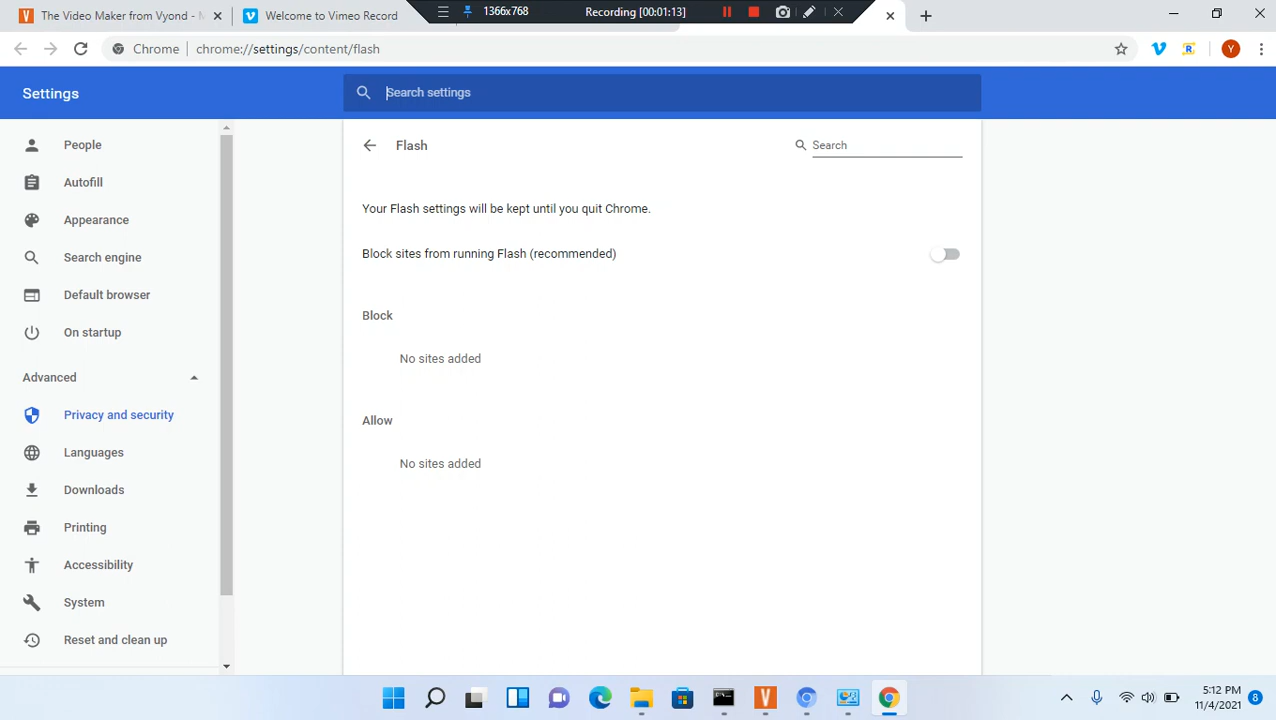 The Video Maker from Vyond - f
Welcome to Vimeo Record
1366x768
Recording [00:01:13]
Chrome
chrome://settings/content/flash
Y
Settings
Search settings
People
Autofill
Appearance
Search engine
Default browser
On startup
Advanced
Privacy and security
Languages
Downloads
Printing
Accessibility
System
Reset and clean up
Flash
Search
Your Flash settings will be kept until you quit Chrome.
Block sites from running Flash (recommended)
Block
No sites added
Allow
No sites added
5:12 PM
11/4/2021
8